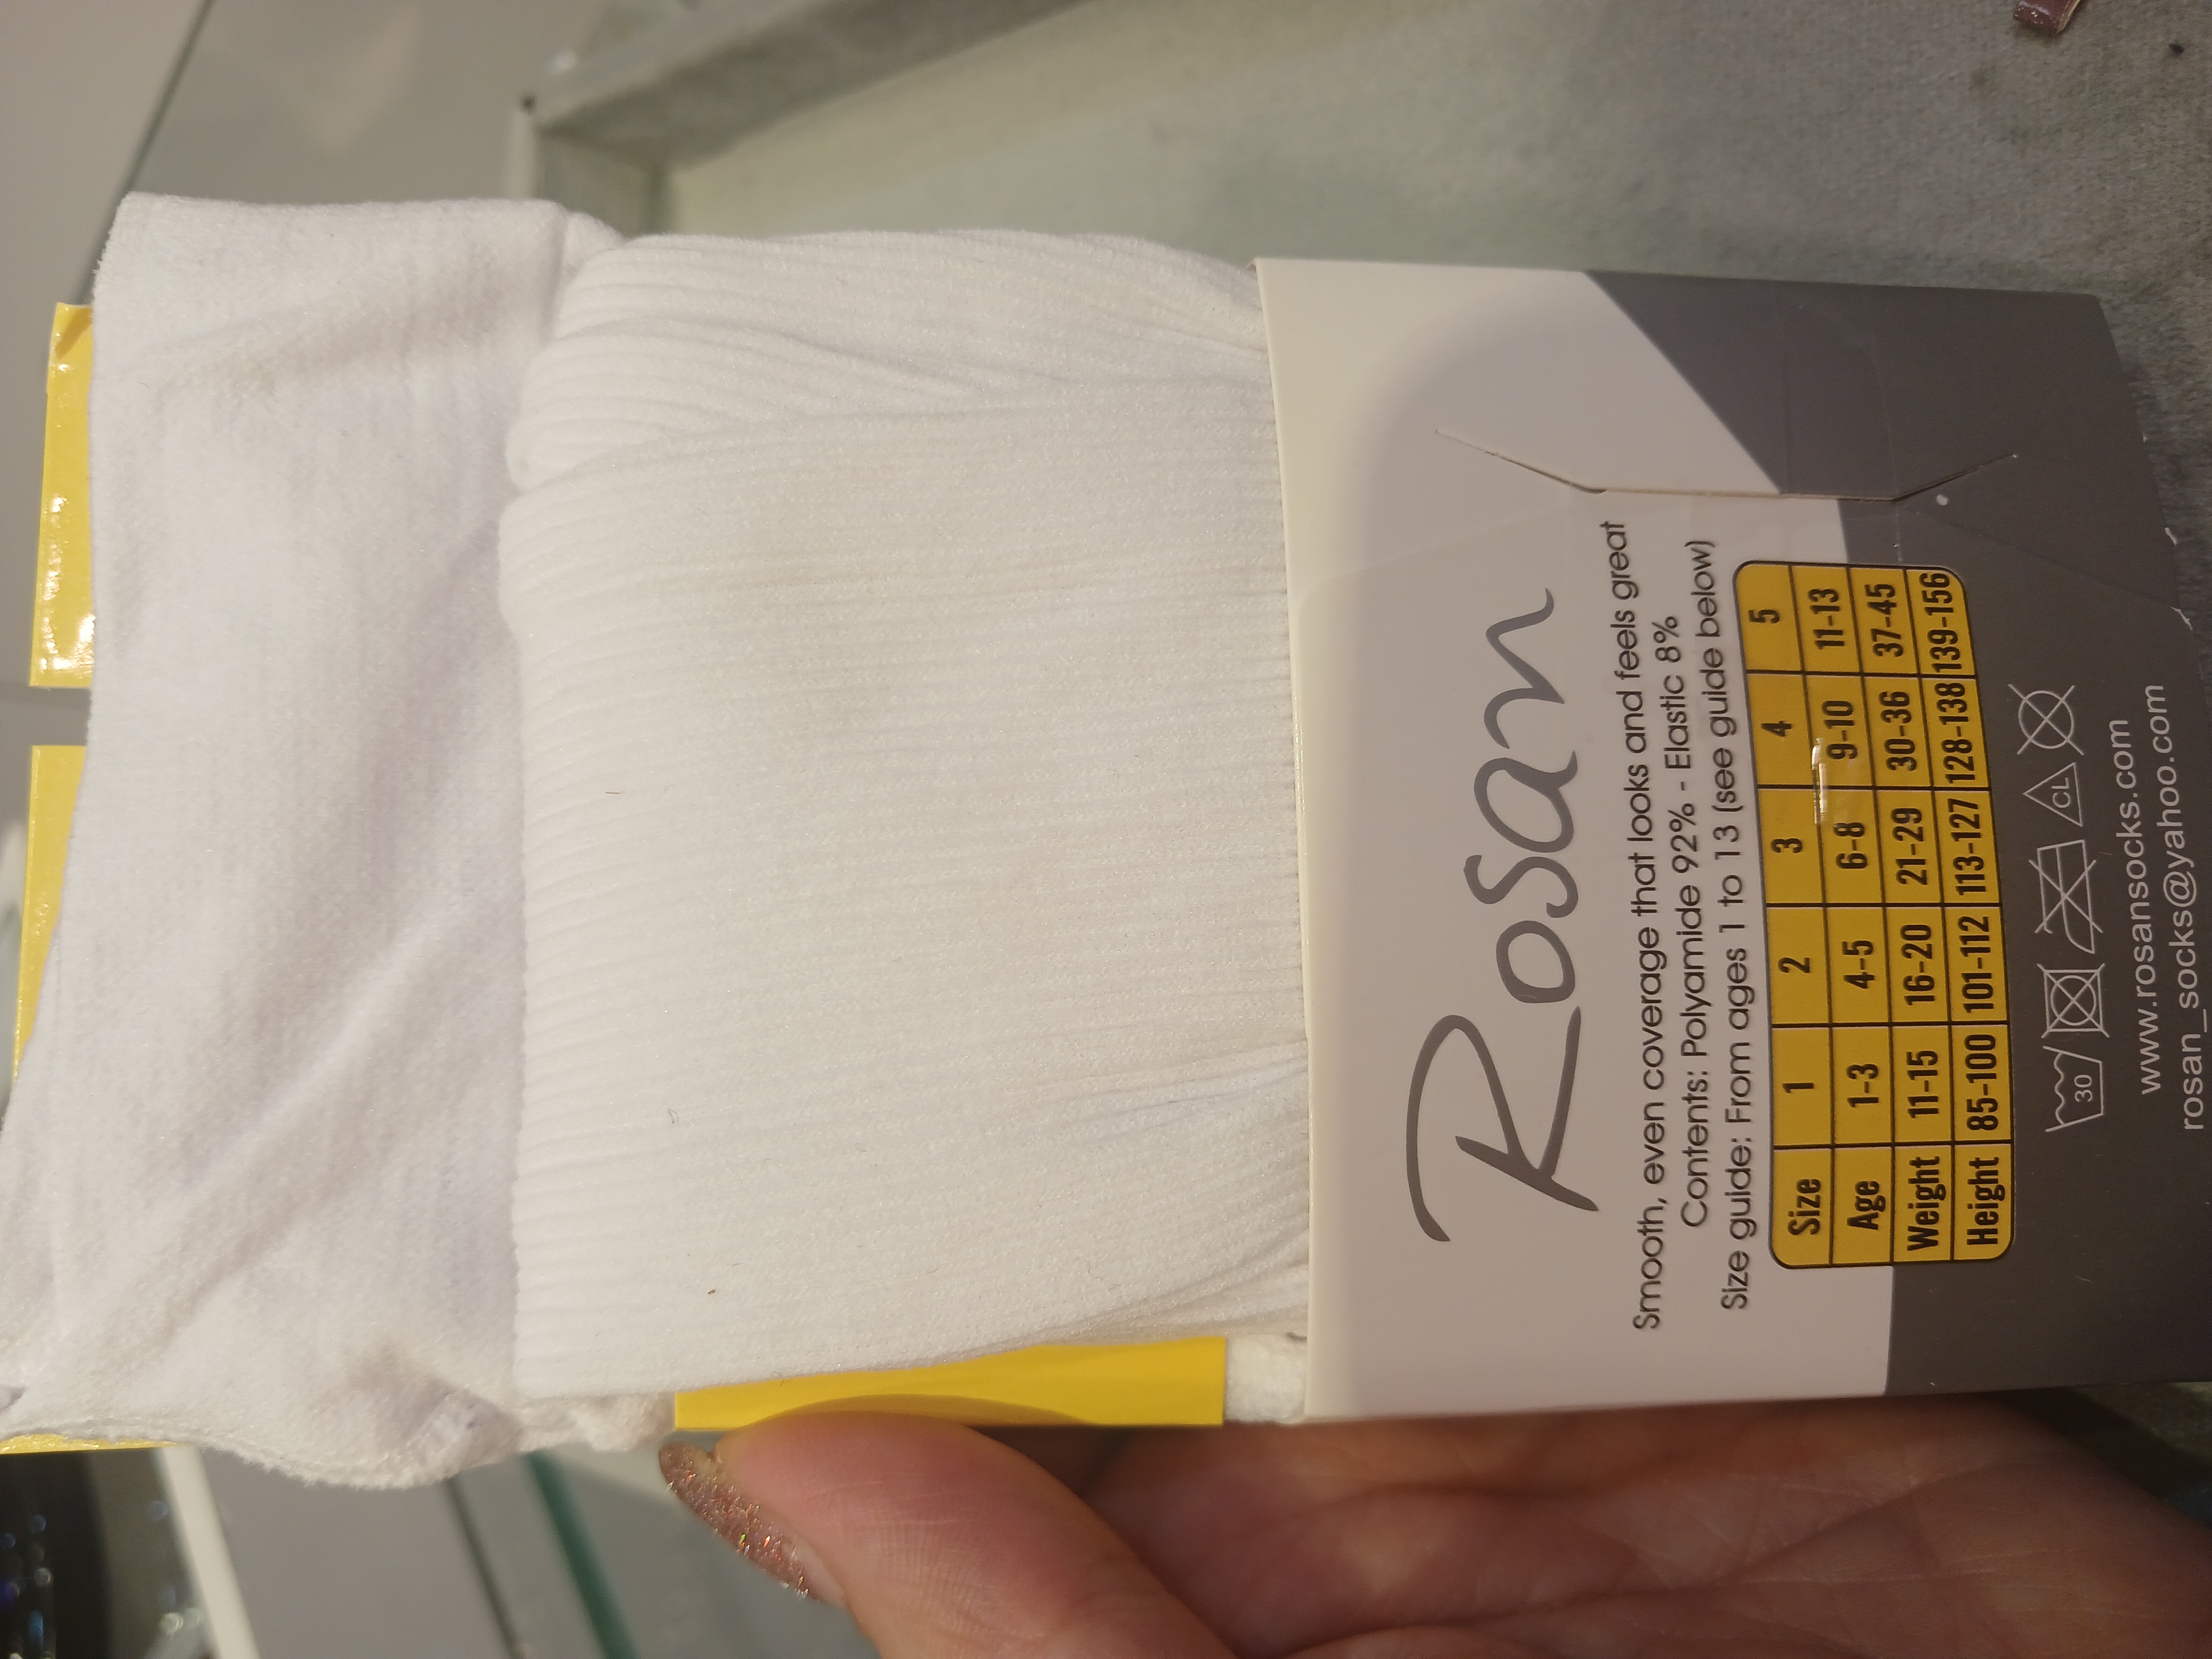 Rosan
Smooth, even coverage that looks and feels great
Contents: Polyamide 92% - Elastic 8%
Size guide: From ages 1 to 13 (see guide below)
Size 1 2 3 4 5
Age 1-3 4-5 6-8 9-10 11-13
Weight 11-15 16-20 21-29 30-36 37-45
Height 85-100 101-112 113-127 128-138 139-156
30 CL
www.rosansocks.com
rosan_socks@yahoo.com